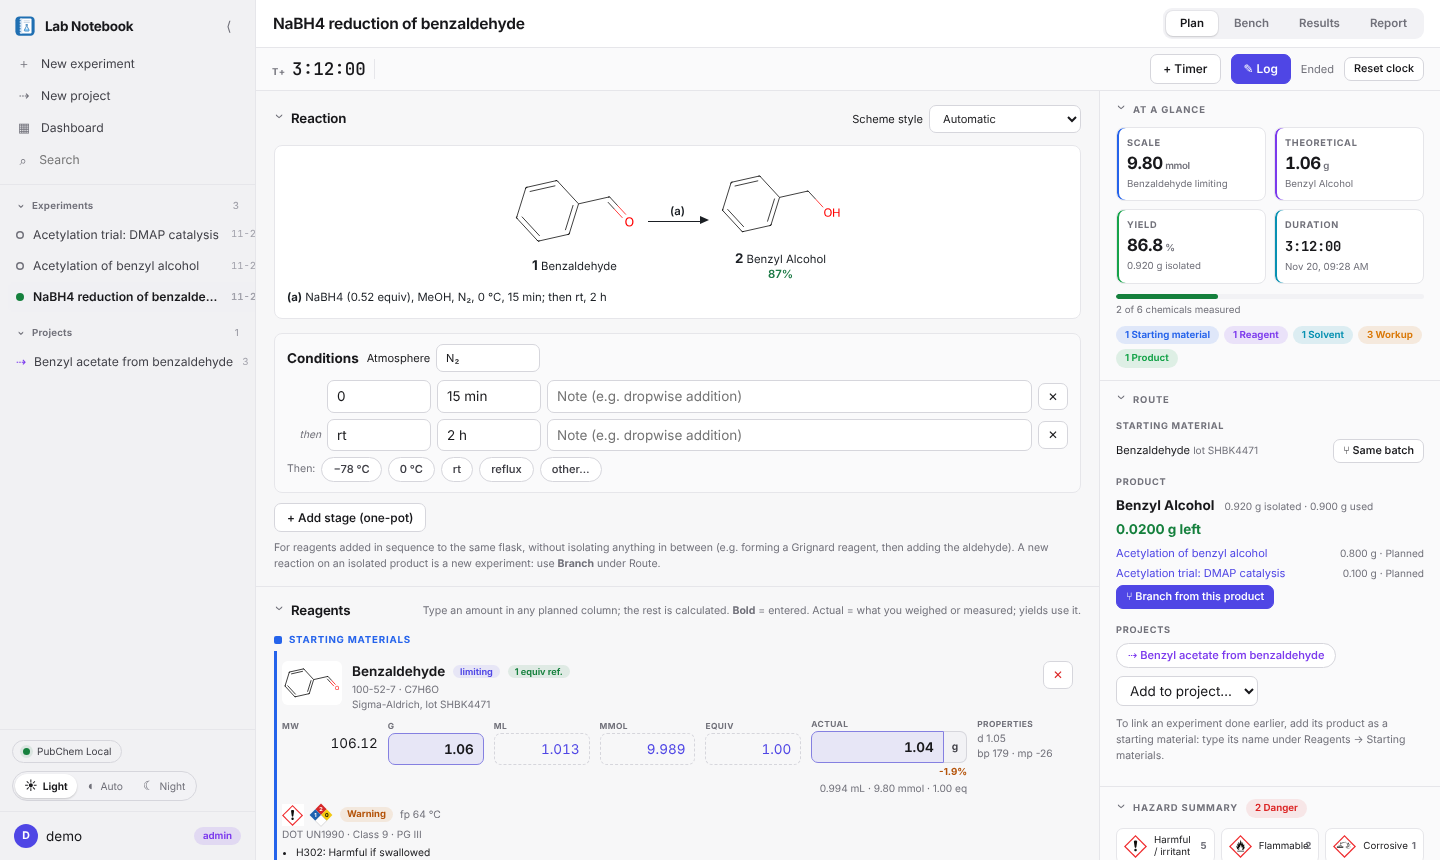 Lab Notebook
New experiment
New project
Dashboard
Search
Experiments 3
Acetylation trial: DMAP catalysis 11-2
Acetylation of benzyl alcohol 11-2
NaBH4 reduction of benzalde... 11-2
Projects 1
Benzyl acetate from benzaldehyde 3
PubChem Local
Light Auto Night
D demo admin
NaBH4 reduction of benzaldehyde
Plan Bench Results Report
T+ 3:12:00
+ Timer ✎ Log Ended Reset clock
Reaction
Scheme style Automatic
O
(a)
OH
1 Benzaldehyde
2 Benzyl Alcohol
87%
(a) NaBH4 (0.52 equiv), MeOH, N₂, 0 °C, 15 min; then rt, 2 h
Conditions Atmosphere N₂
0 15 min Note (e.g. dropwise addition) ✕
then rt 2 h Note (e.g. dropwise addition) ✕
Then: −78 °C 0 °C rt reflux other...
+ Add stage (one-pot)
For reagents added in sequence to the same flask, without isolating anything in between (e.g. forming a Grignard reagent, then adding the aldehyde). A new
reaction on an isolated product is a new experiment: use Branch under Route.
Reagents
Type an amount in any planned column; the rest is calculated. Bold = entered. Actual = what you weighed or measured; yields use it.
STARTING MATERIALS
Benzaldehyde limiting 1 equiv ref. ✕
100-52-7 · C7H6O
Sigma-Aldrich, lot SHBK4471
MW G ML MMOL EQUIV ACTUAL PROPERTIES
106.12 1.06 1.013 9.989 1.00 1.04 g
d 1.05
bp 179 · mp -26
-1.9%
0.994 mL · 9.80 mmol · 1.00 eq
Warning fp 64 °C
DOT UN1990 · Class 9 · PG III
• H302: Harmful if swallowed
AT A GLANCE
SCALE
9.80 mmol
Benzaldehyde limiting
THEORETICAL
1.06 g
Benzyl Alcohol
YIELD
86.8 %
0.920 g isolated
DURATION
3:12:00
Nov 20, 09:28 AM
2 of 6 chemicals measured
1 Starting material 1 Reagent 1 Solvent 3 Workup
1 Product
ROUTE
STARTING MATERIAL
Benzaldehyde lot SHBK4471 Same batch
PRODUCT
Benzyl Alcohol 0.920 g isolated · 0.900 g used
0.0200 g left
Acetylation of benzyl alcohol 0.800 g · Planned
Acetylation trial: DMAP catalysis 0.100 g · Planned
Branch from this product
PROJECTS
Benzyl acetate from benzaldehyde
Add to project...
To link an experiment done earlier, add its product as a
starting material: type its name under Reagents → Starting
materials.
HAZARD SUMMARY 2 Danger
Harmful
/ irritant 5
Flammable 2
Corrosive 1